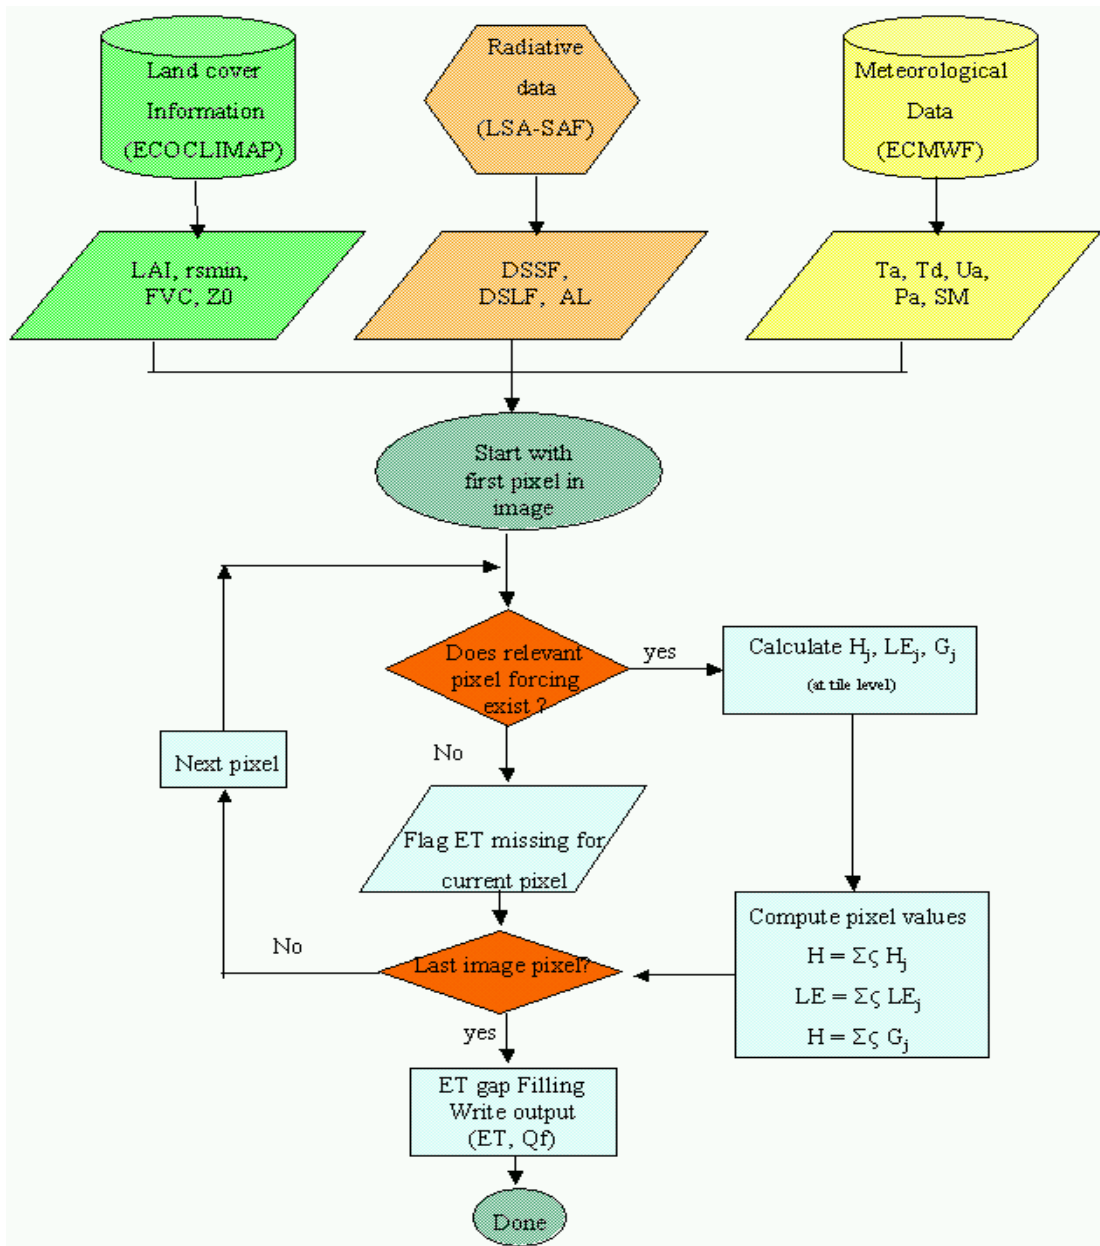 Land cover
Information
(ECOCLIMAP)
Radiative
data
(LSA-SAF)
Meteorological
Data
(ECMWF)
LAI, rsmin,
FVC, Z0
DSSF,
DSLF, AL
Ta, Td, Ua,
Pa, SM
Start with
first pixel in
image
Does relevant
pixel forcing
exist ?
yes
Calculate Hj, LEj, Gj
(at tile level)
No
Next pixel
Flag ET missing for
current pixel
Compute pixel values
H = Σς Hj
LE = Σς LEj
H = Σς Gj
Last image pixel?
No
yes
ET gap Filling
Write output
(ET, Qf)
Done